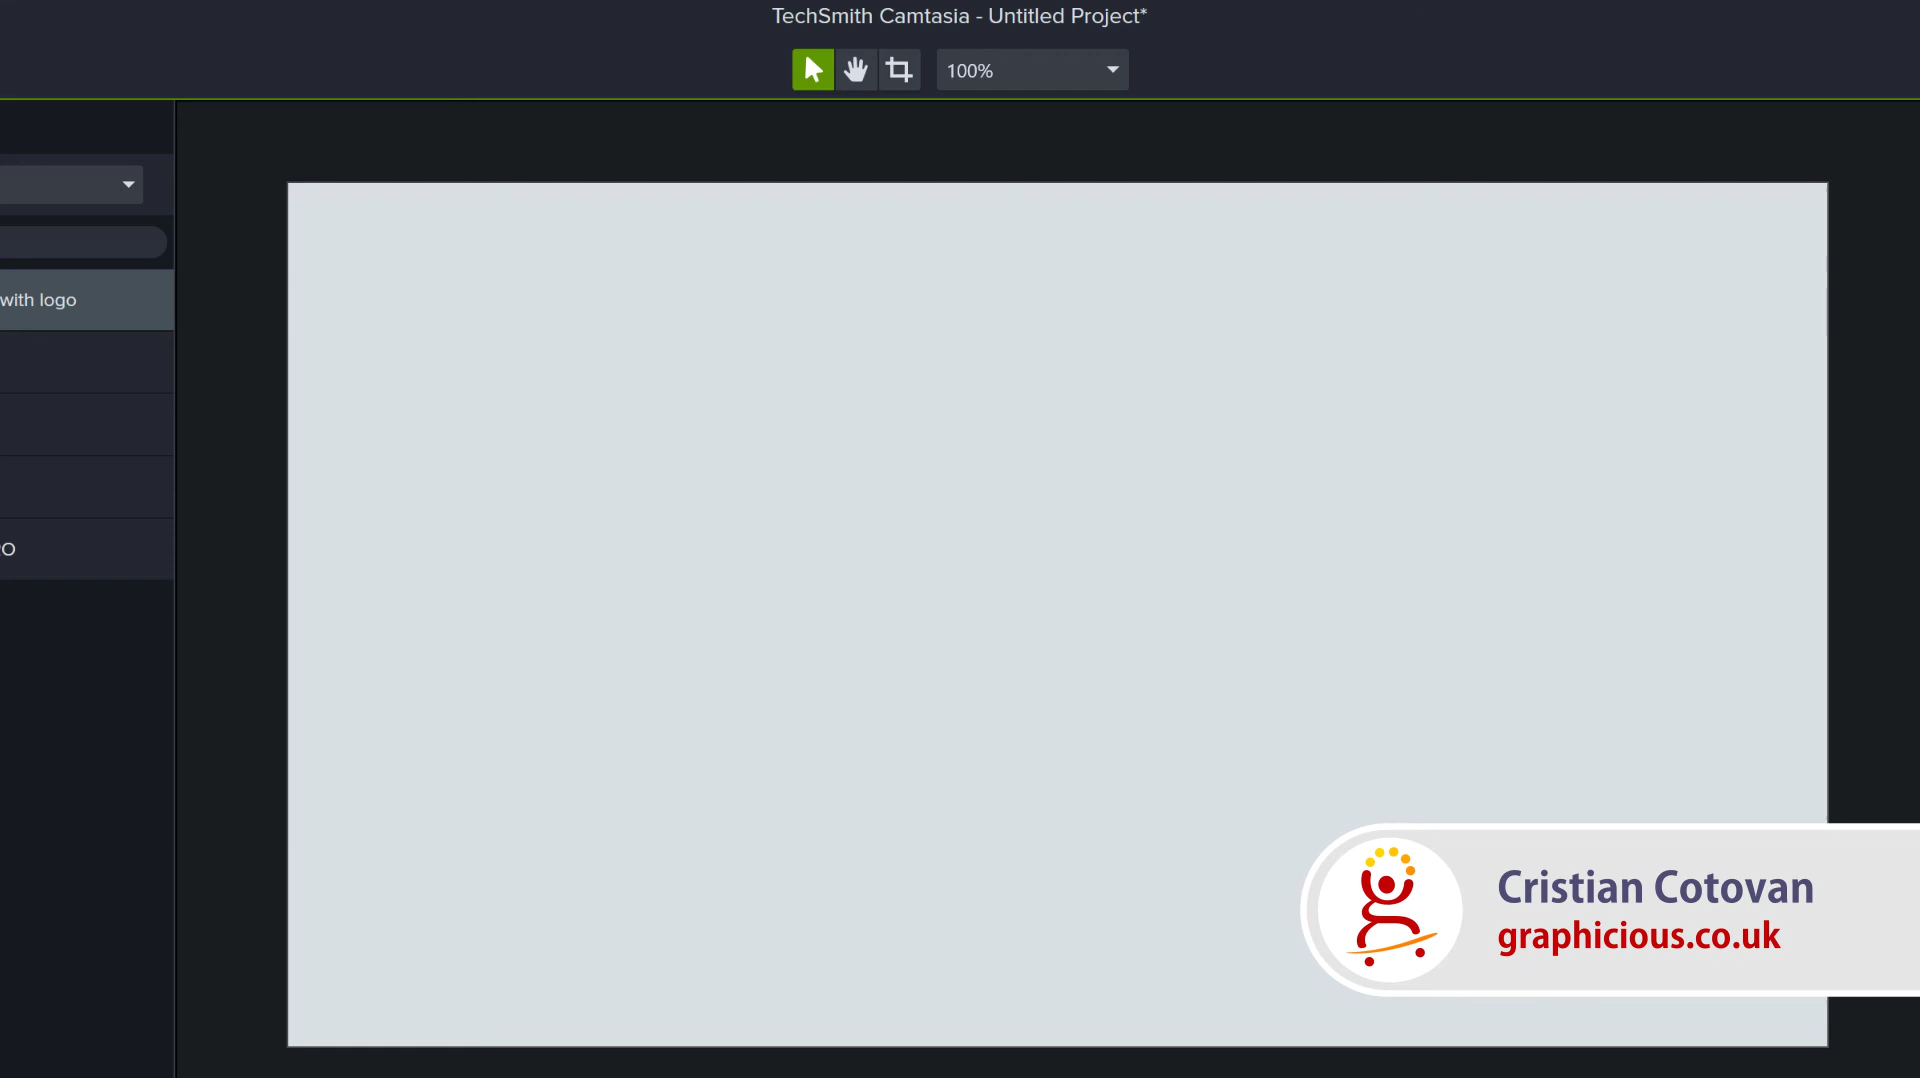 TechSmith Camtasia - Untitled Project*
100%
with logo
O
Cristian Cotovan
graphicious.co.uk